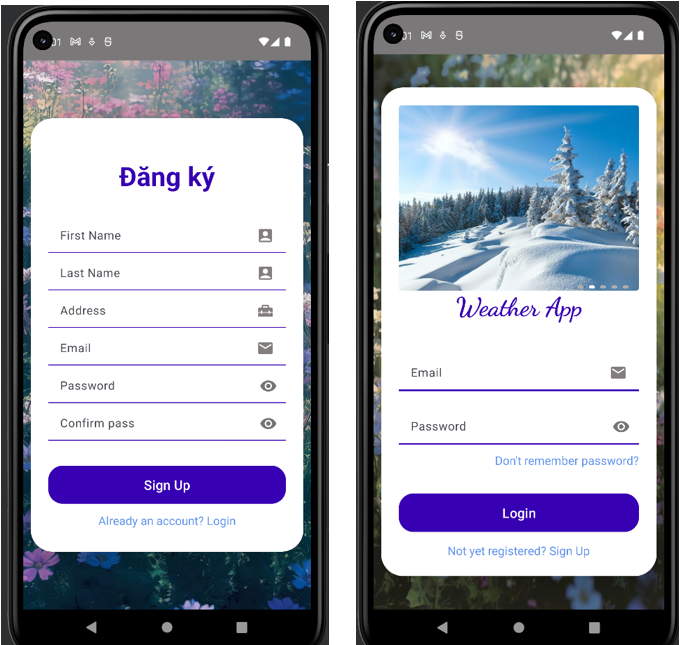 Đăng ký
First Name
Last Name
Address
Email
Password
Confirm pass
Sign Up
Already an account? Login
Weather App
Email
Password
Don't remember password?
Login
Not yet registered? Sign Up